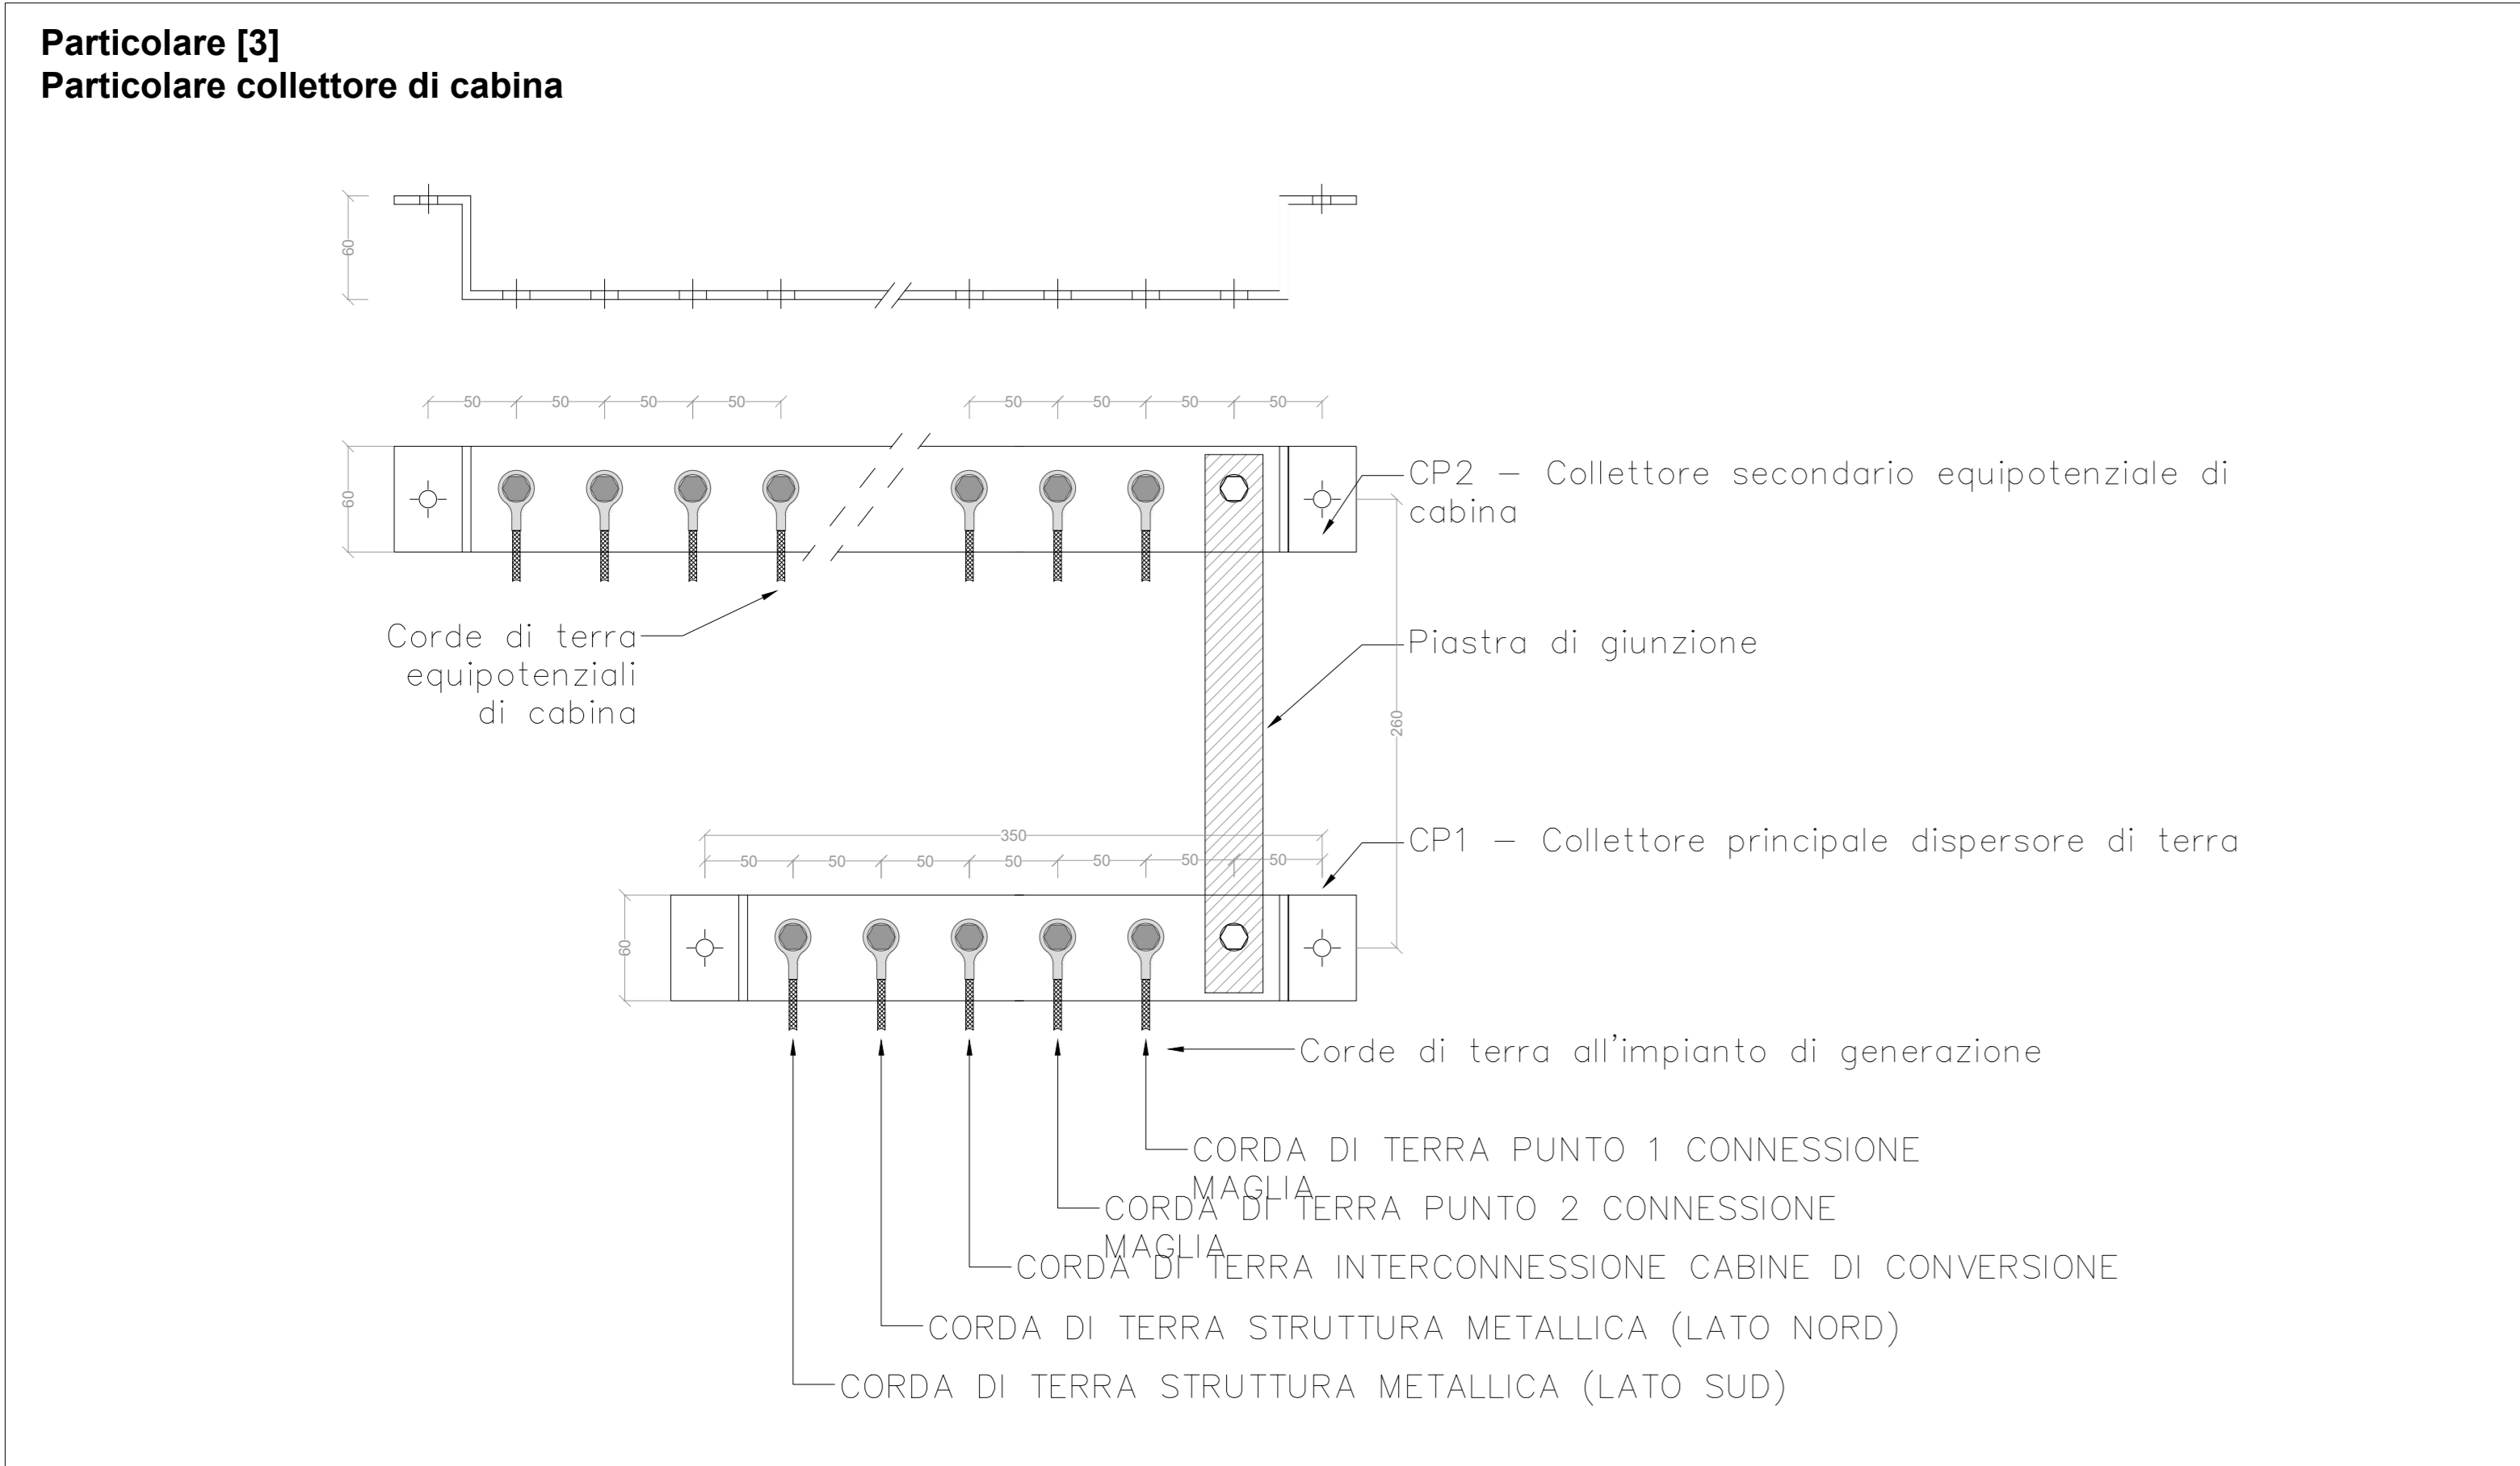 Particolare [3]
Particolare collettore di cabina
60
50 50 50 50 50 50 50 50
60
CP2 – Collettore secondario equipotenziale di
cabina
Corde di terra
equipotenziali
di cabina
Piastra di giunzione
260
350
50 50 50 50 50 50 50
CP1 – Collettore principale dispersore di terra
60
Corde di terra all'impianto di generazione
CORDA DI TERRA PUNTO 1 CONNESSIONE
MAGLIA
CORDA DI TERRA PUNTO 2 CONNESSIONE
MAGLIA
CORDA DI TERRA INTERCONNESSIONE CABINE DI CONVERSIONE
CORDA DI TERRA STRUTTURA METALLICA (LATO NORD)
CORDA DI TERRA STRUTTURA METALLICA (LATO SUD)